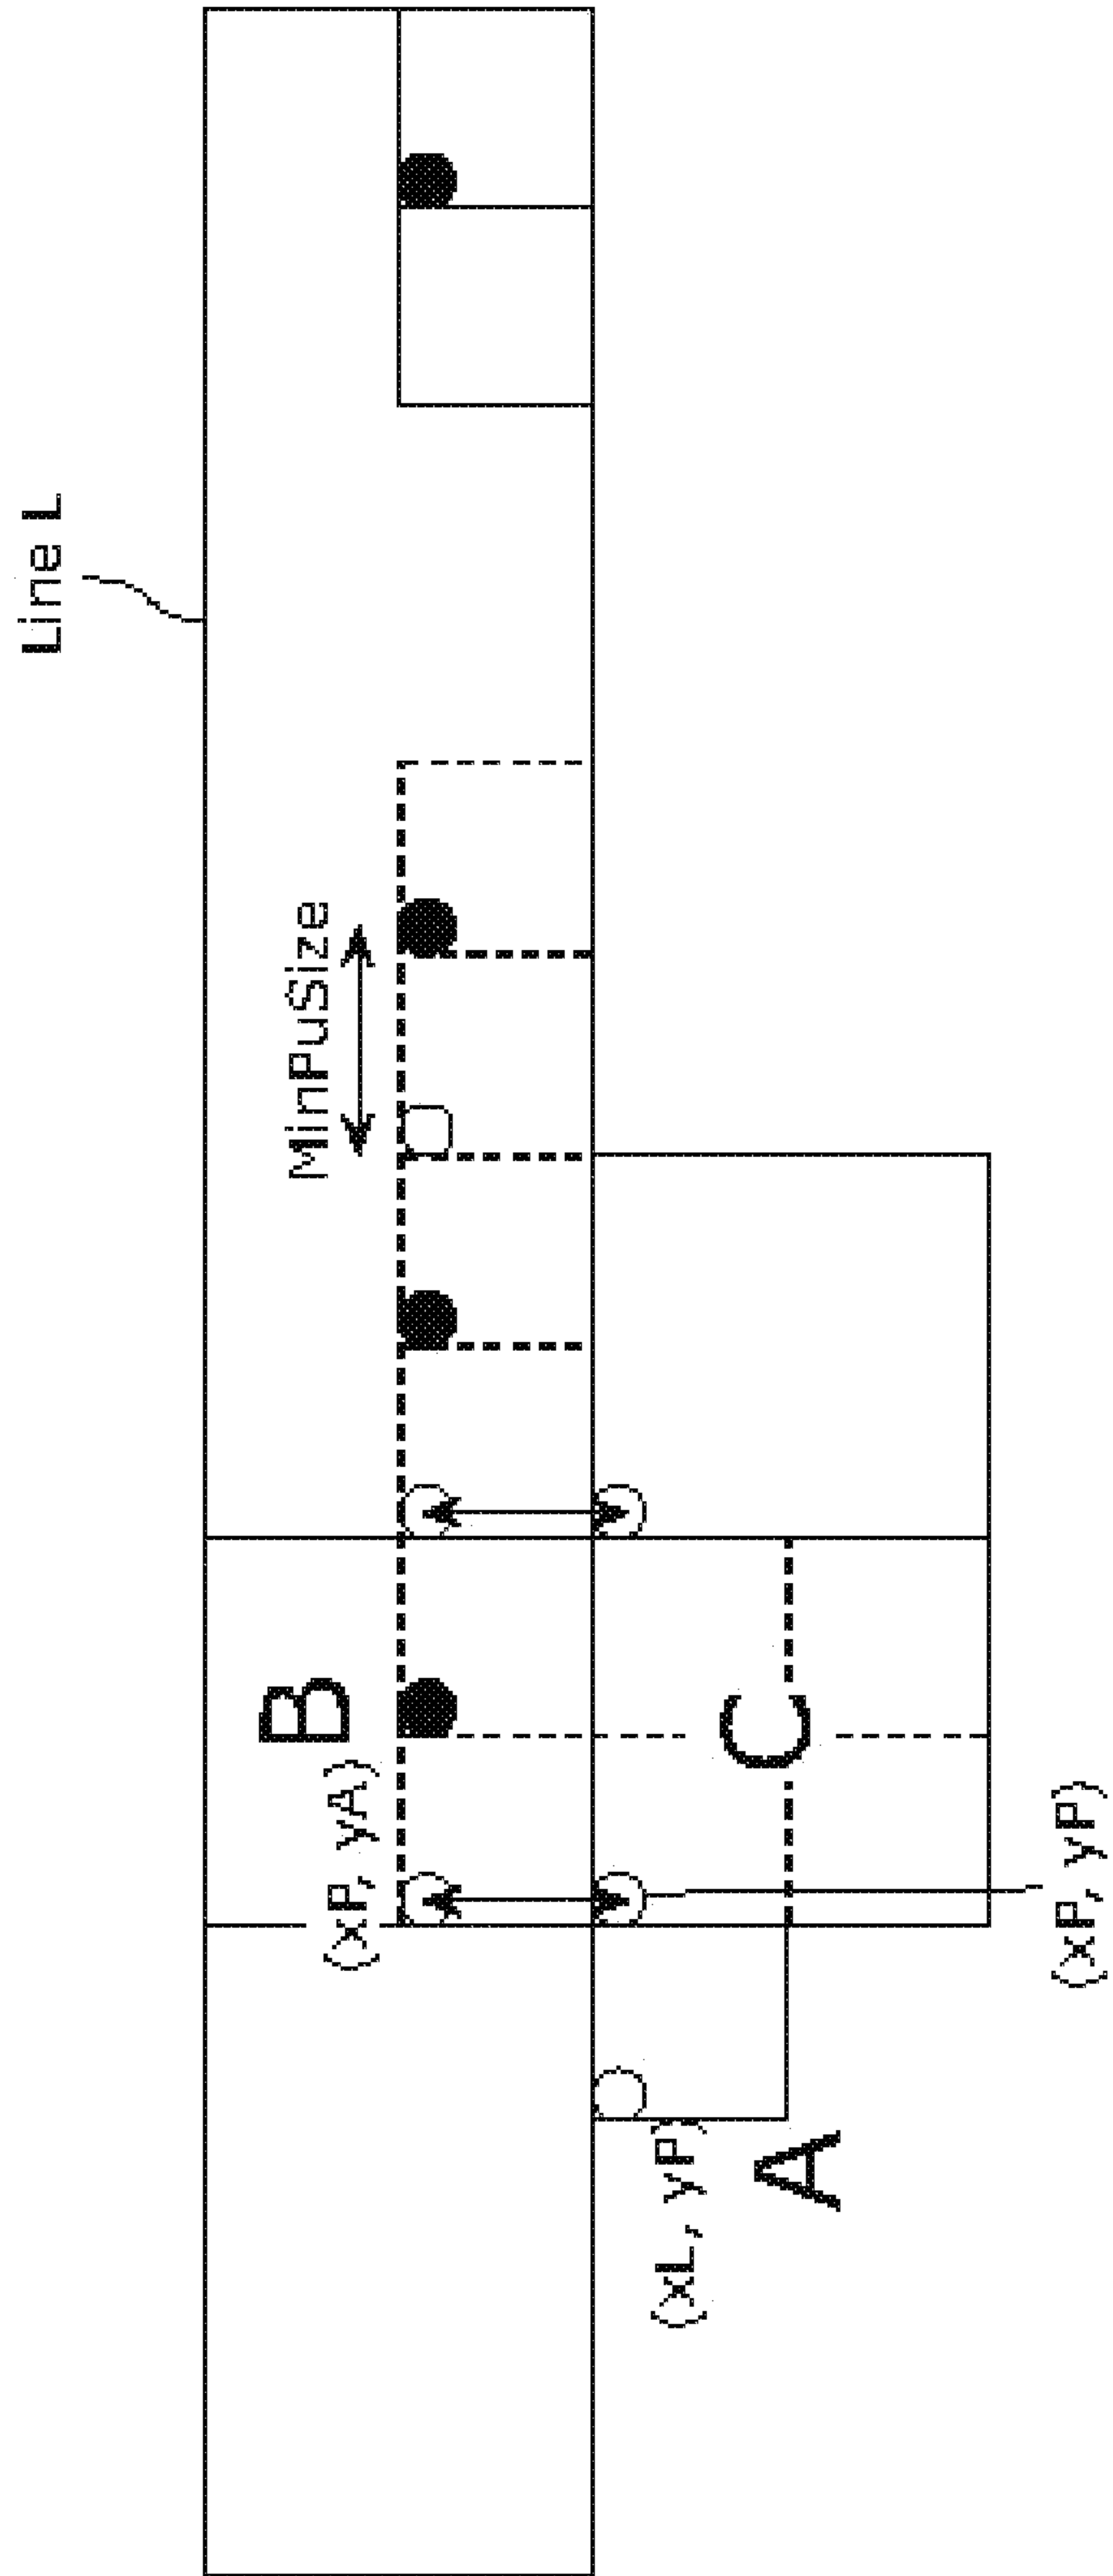 Line L
MinPuSize
B
(xP, yA)
C
(xP, yP)
(xL, yP)
A